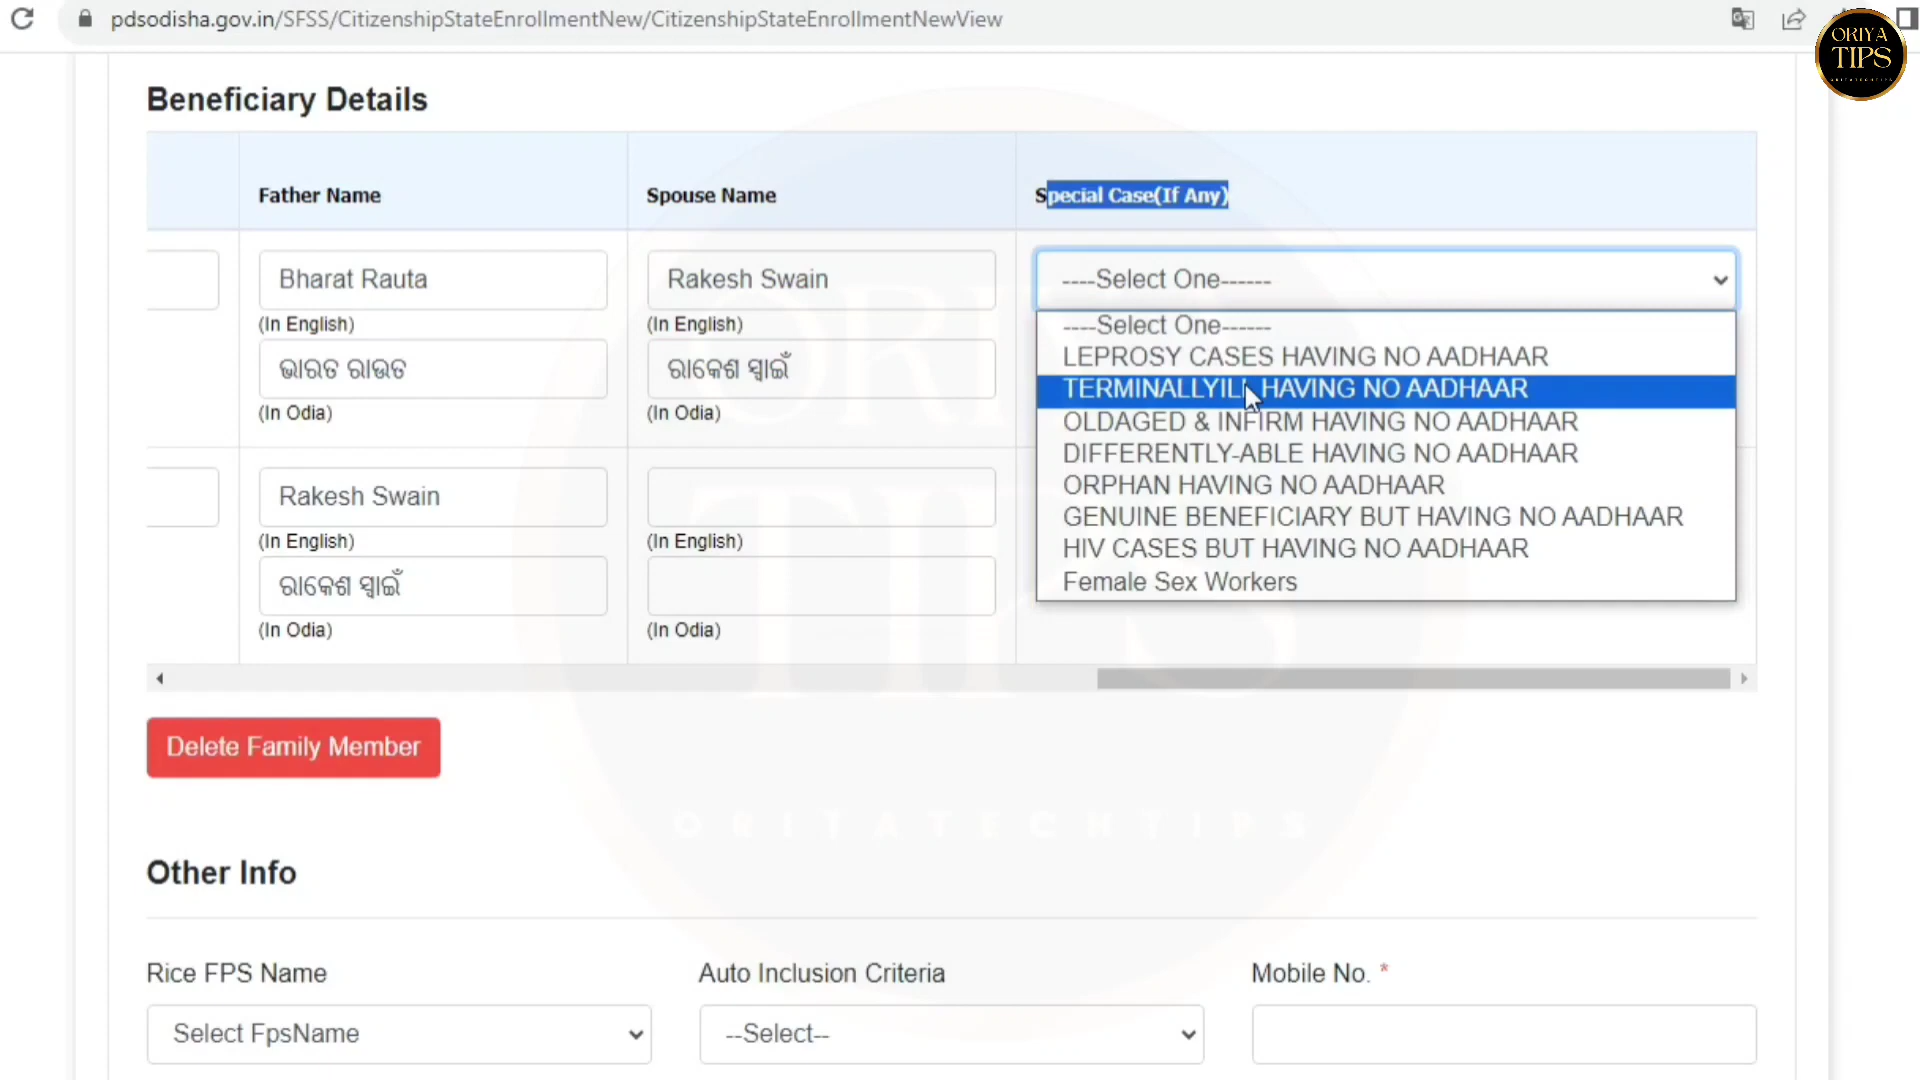 pdsodisha.gov.in/SFSS/CitizenshipStateEnrollmentNew/CitizenshipStateEnrollmentNewView
ORIYA
TIPS
ORITATECHTIPS
Beneficiary Details
Father Name
Spouse Name
Special Case(If Any)
Bharat Rauta
Rakesh Swain
----Select One------
(In English)
(In English)
----Select One------
LEPROSY CASES HAVING NO AADHAAR
ଭାରତ ରାଉତ
ରାକେଶ ସ୍ୱାଇଁ
TERMINALLYILL HAVING NO AADHAAR
(In Odia)
(In Odia)
OLDAGED & INFIRM HAVING NO AADHAAR
DIFFERENTLY-ABLE HAVING NO AADHAAR
Rakesh Swain
ORPHAN HAVING NO AADHAAR
GENUINE BENEFICIARY BUT HAVING NO AADHAAR
(In English)
(In English)
HIV CASES BUT HAVING NO AADHAAR
ରାକେଶ ସ୍ୱାଇଁ
Female Sex Workers
(In Odia)
(In Odia)
Delete Family Member
ORITATECHTIPS
Other Info
Rice FPS Name
Auto Inclusion Criteria
Mobile No. *
Select FpsName
--Select--